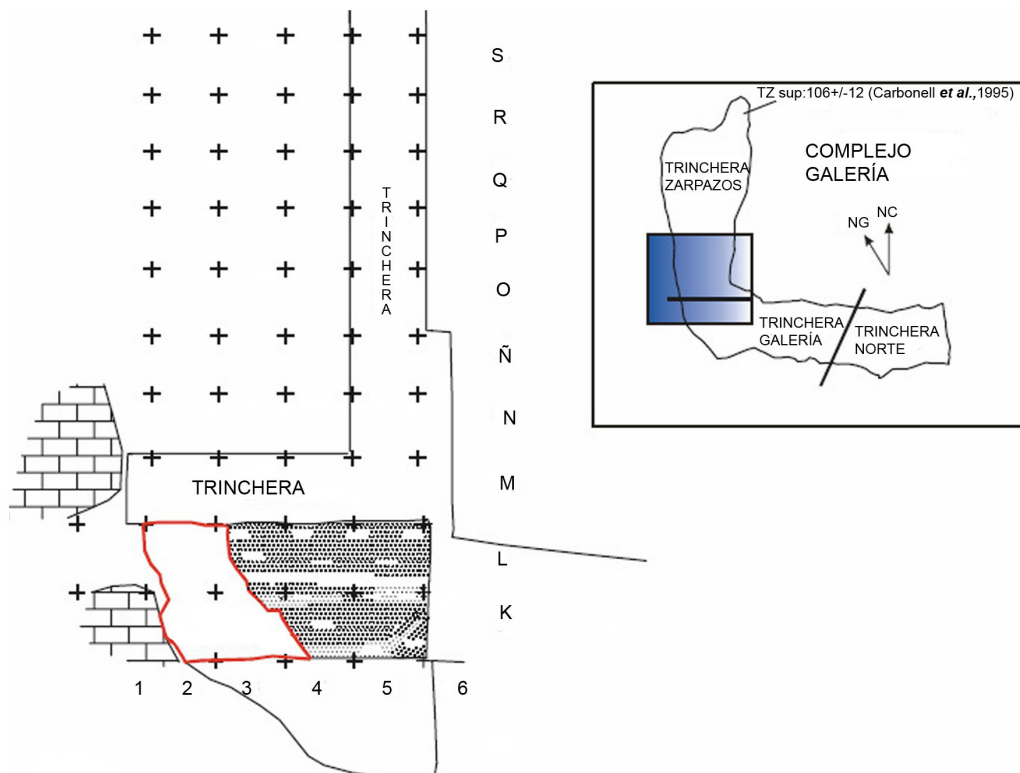 S
R
Q
P
O
Ñ
N
M
L
K
TRINCHERA
TRINCHERA
1 2 3 4 5 6
TZ sup:106+/-12 (Carbonell et al.,1995)
COMPLEJO
GALERÍA
TRINCHERA
ZARPAZOS
NG NC
TRINCHERA
GALERÍA
TRINCHERA
NORTE